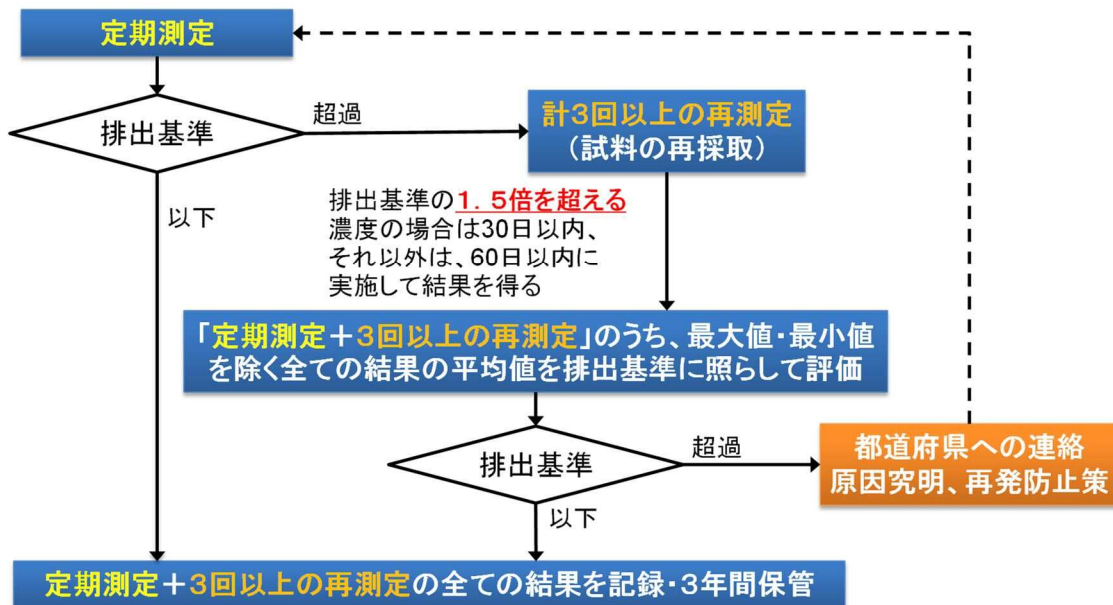 定期測定
排出基準
超過
計3回以上の再測定
(試料の再採取)
以下
排出基準の1．5倍を超える
濃度の場合は30日以内、
それ以外は、60日以内に
実施して結果を得る
「定期測定＋3回以上の再測定」のうち、最大値・最小値
を除く全ての結果の平均値を排出基準に照らして評価
排出基準
超過
都道府県への連絡
原因究明、再発防止策
以下
定期測定＋3回以上の再測定の全ての結果を記録・3年間保管